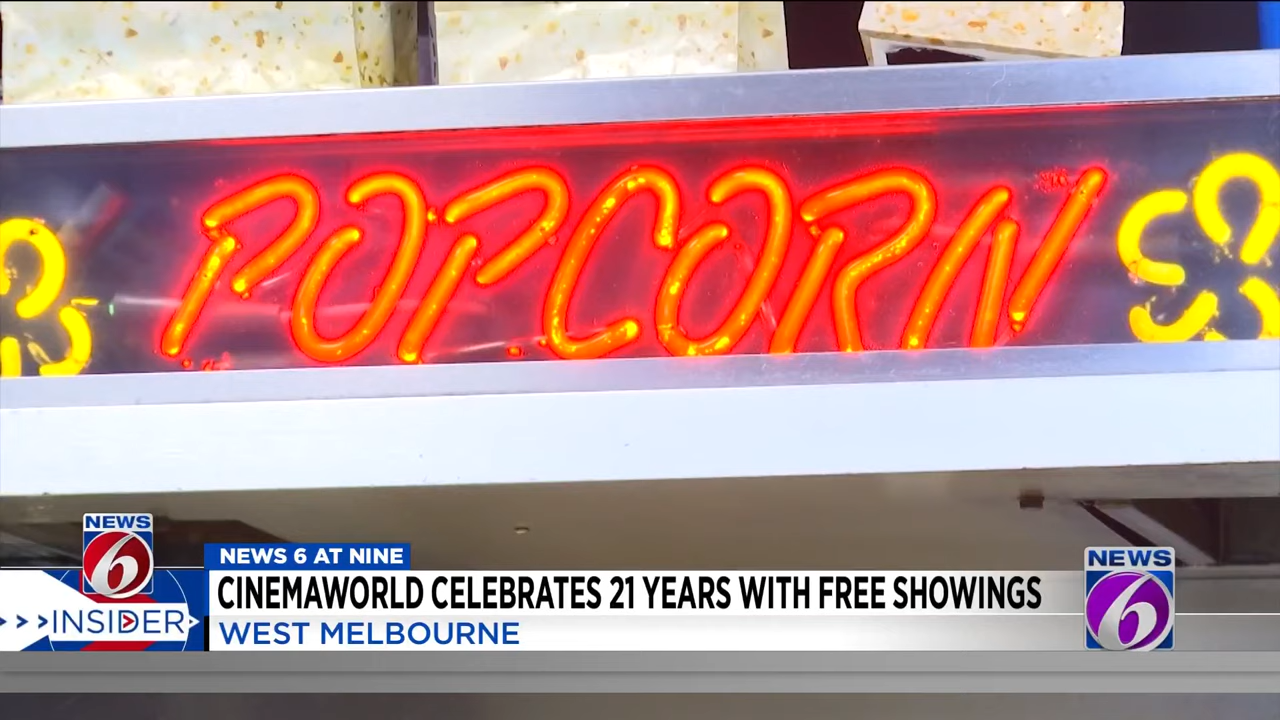 POPCORN
NEWS
6
INSIDER
NEWS 6 AT NINE
CINEMAWORLD CELEBRATES 21 YEARS WITH FREE SHOWINGS
WEST MELBOURNE
NEWS
6